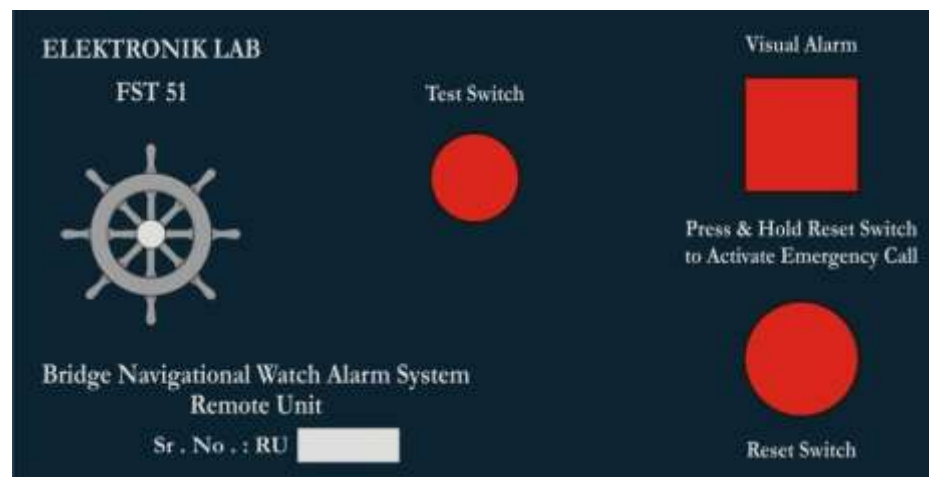 ELEKTRONIK LAB
FST 51
Test Switch
Visual Alarm
Press & Hold Reset Switch
to Activate Emergency Call
Bridge Navigational Watch Alarm System
Remote Unit
Sr . No . : RU
Reset Switch